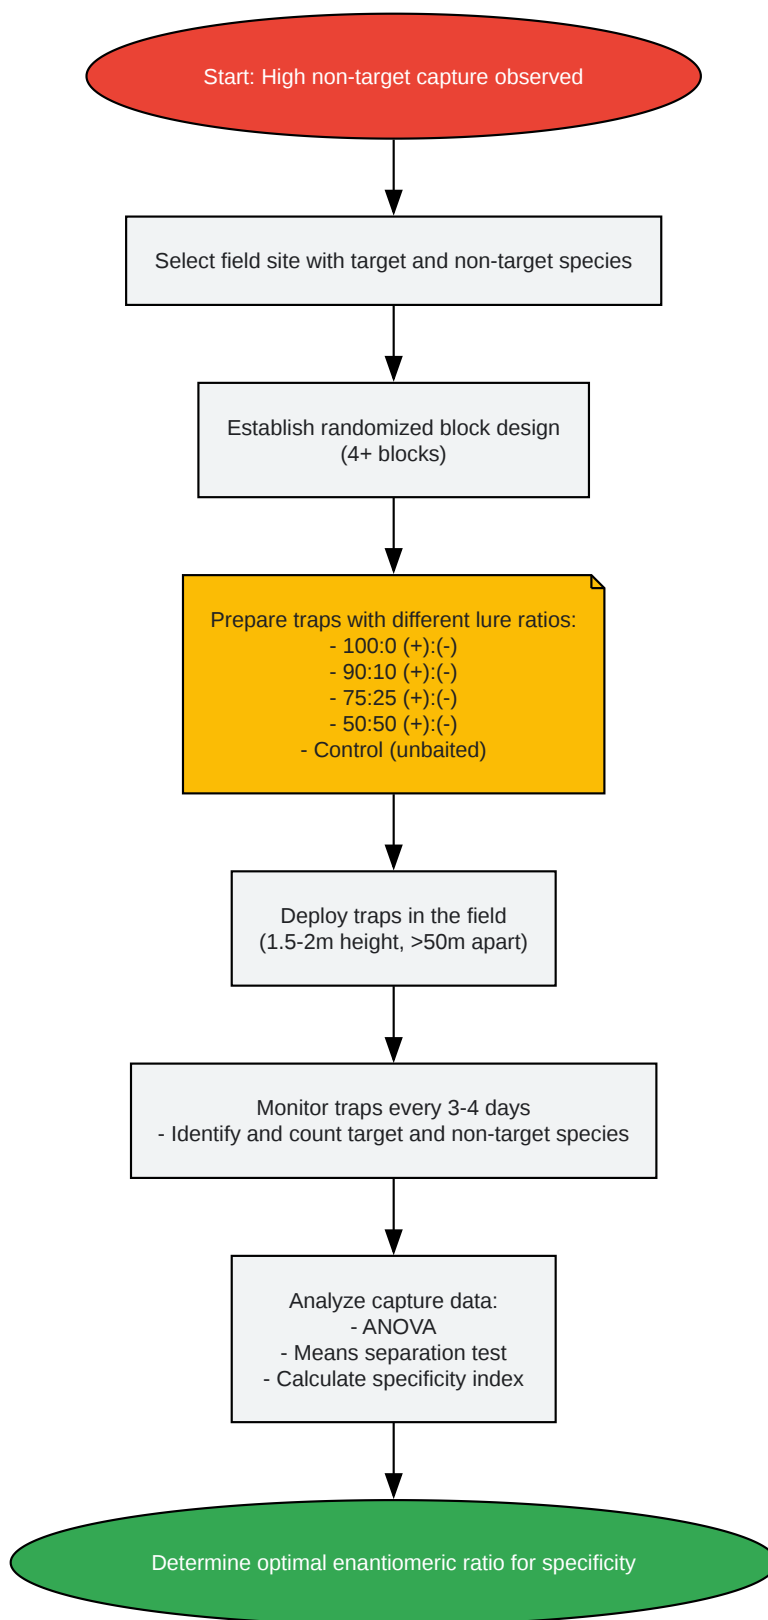 Start: High non-target capture observed
Select field site with target and non-target species
Establish randomized block design
(4+ blocks)
Prepare traps with different lure ratios:
- 100:0 (+):(-)
- 90:10 (+):(-)
- 75:25 (+):(-)
- 50:50 (+):(-)
- Control (unbaited)
Deploy traps in the field
(1.5-2m height, >50m apart)
Monitor traps every 3-4 days
- Identify and count target and non-target species
Analyze capture data:
- ANOVA
- Means separation test
- Calculate specificity index
Determine optimal enantiomeric ratio for specificity